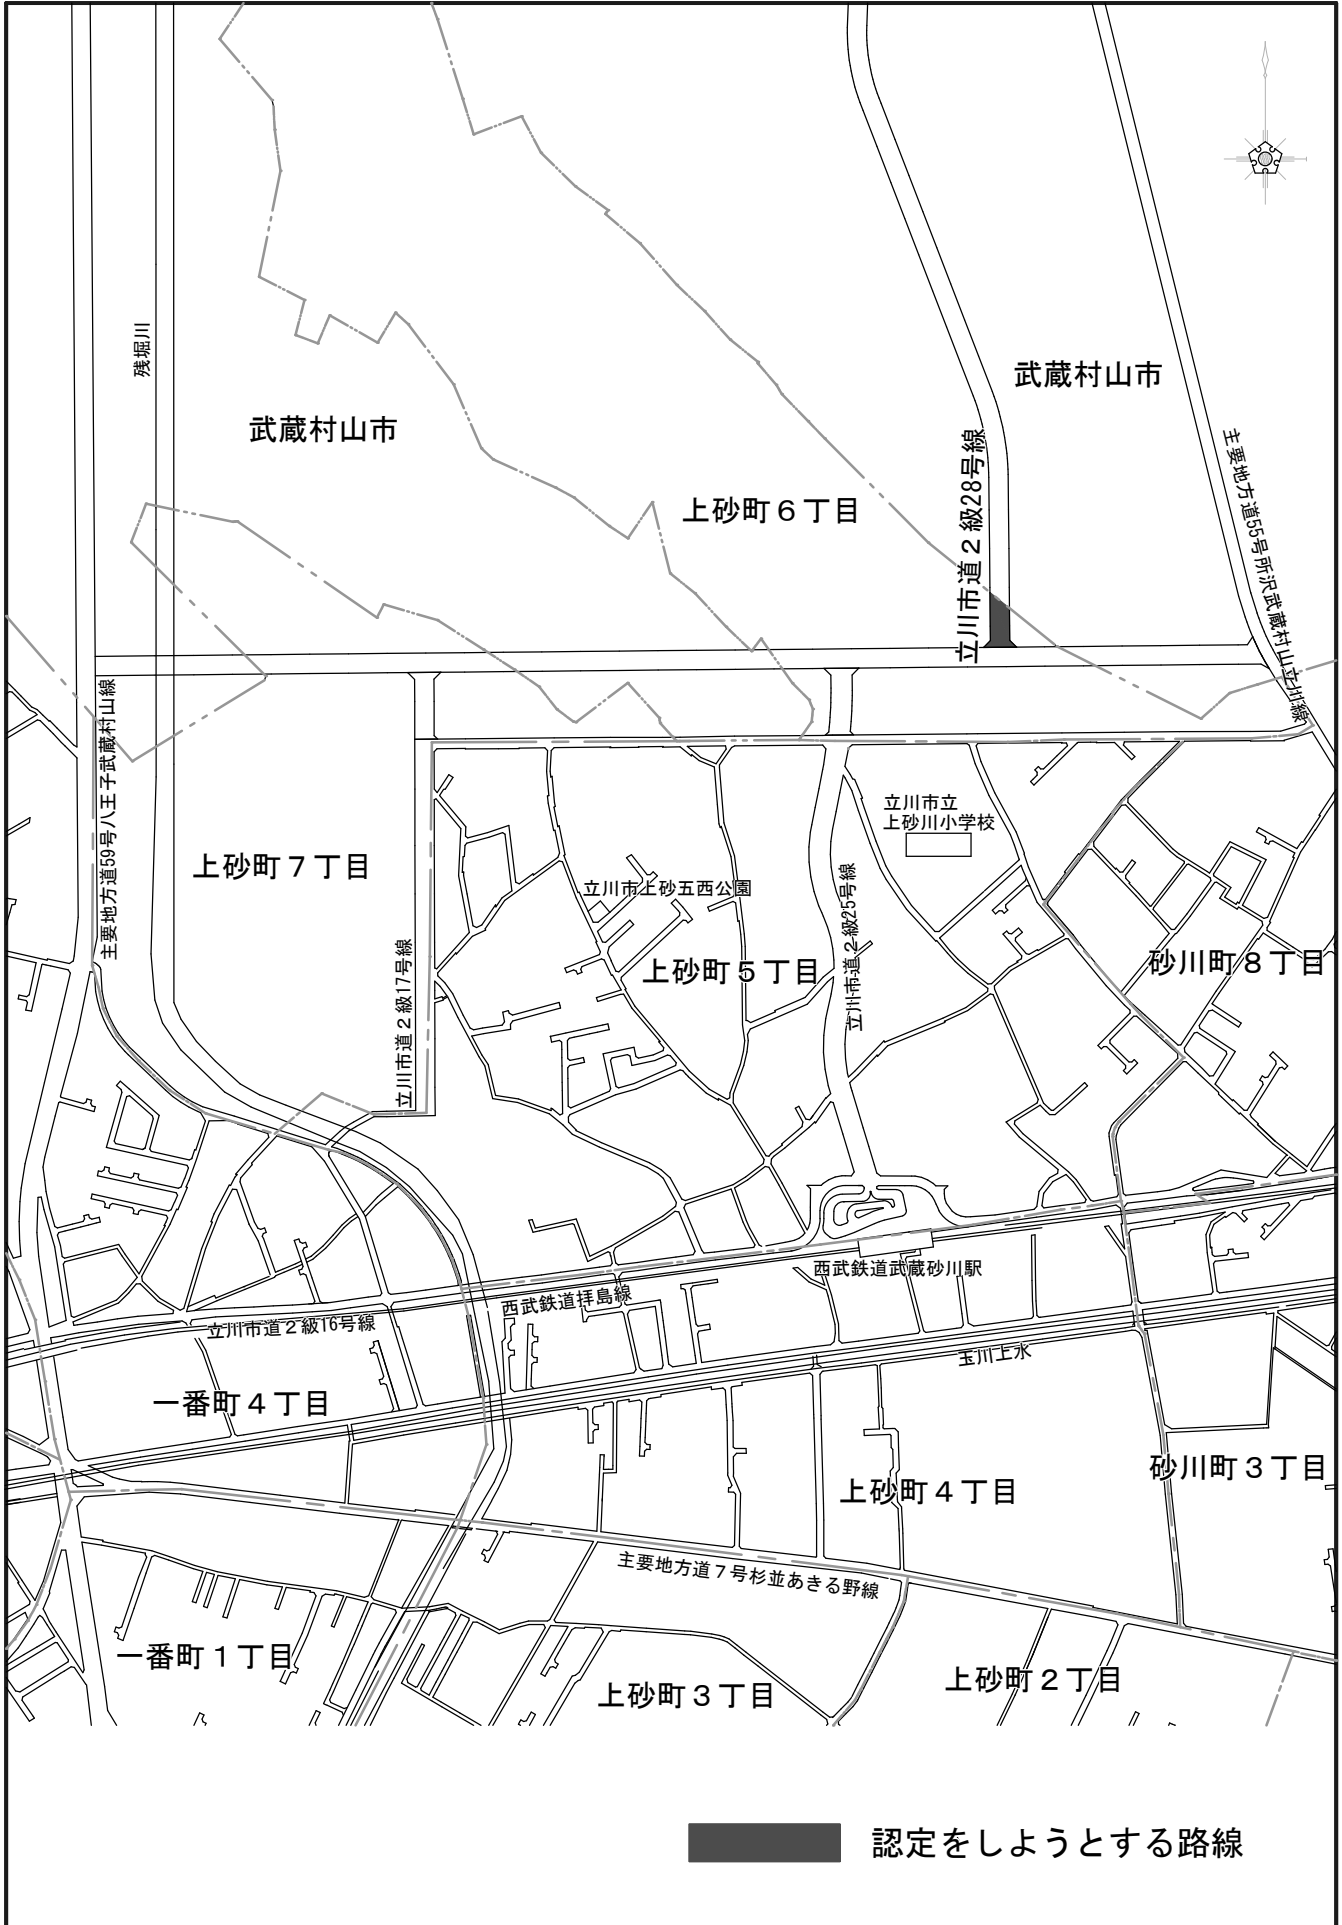 残堀川
武蔵村山市
武蔵村山市
上砂町６丁目
立川市道２級28号線
主要地方道55号所沢武蔵村山立川線
主要地方道59号八王子武蔵村山線
上砂町７丁目
立川市道２級17号線
立川市上砂五西公園
上砂町５丁目
立川市道２級25号線
立川市立
上砂川小学校
砂川町８丁目
西武鉄道武蔵砂川駅
西武鉄道拝島線
立川市道２級16号線
玉川上水
一番町４丁目
上砂町４丁目
砂川町３丁目
主要地方道７号杉並あきる野線
一番町１丁目
上砂町３丁目
上砂町２丁目
認定をしようとする路線